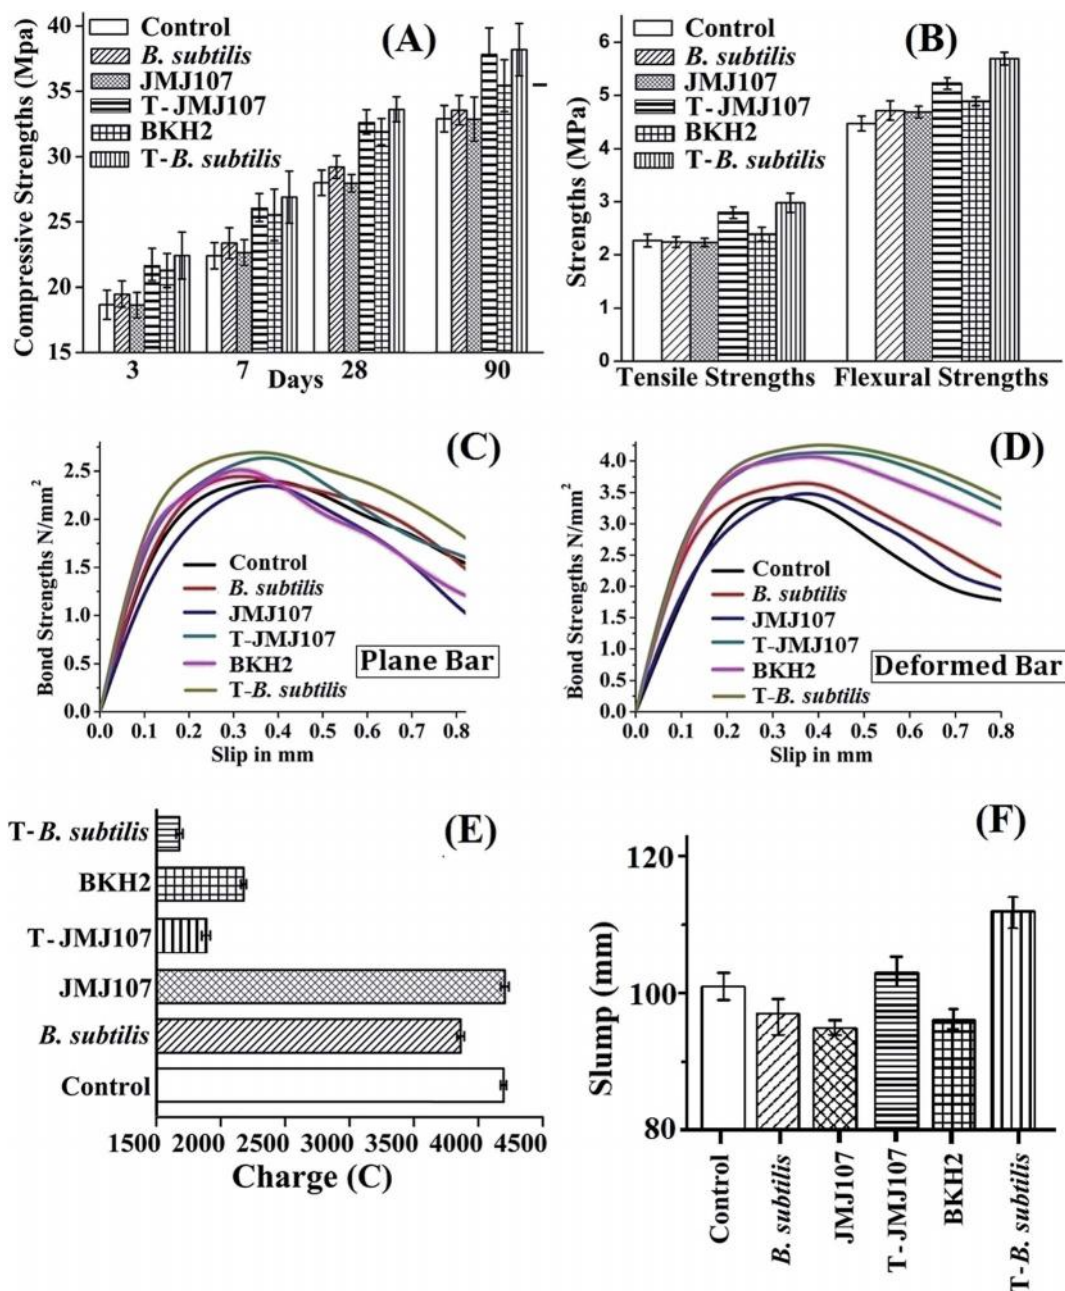 Compressive Strengths (Mpa)
40
35
30
25
20
15
Control
B. subtilis
JMJ107
T-JMJ107
BKH2
T-B. subtilis
(A)
3 7 28 90
Days
Strengths (MPa)
6
5
4
3
2
1
0
Control
B. subtilis
JMJ107
T-JMJ107
BKH2
T-B. subtilis
(B)
Tensile Strengths Flexural Strengths
Bond Strengths N/mm²
2.5
2.0
1.5
1.0
0.5
0.0
(C)
Control
B. subtilis
JMJ107
T-JMJ107
BKH2
T-B. subtilis
Plane Bar
0.0 0.1 0.2 0.3 0.4 0.5 0.6 0.7 0.8
Slip in mm
Bond Strengths N/mm²
4.0
3.5
3.0
2.5
2.0
1.5
1.0
0.5
0.0
(D)
Control
B. subtilis
JMJ107
T-JMJ107
BKH2
T-B. subtilis
Deformed Bar
0.0 0.1 0.2 0.3 0.4 0.5 0.6 0.7 0.8
Slip in mm
(E)
T-B. subtilis
BKH2
T-JMJ107
JMJ107
B. subtilis
Control
1500 2000 2500 3000 3500 4000 4500
Charge (C)
(F)
Slump (mm)
120
100
80
Control
B. subtilis
JMJ107
T-JMJ107
BKH2
T-B. subtilis